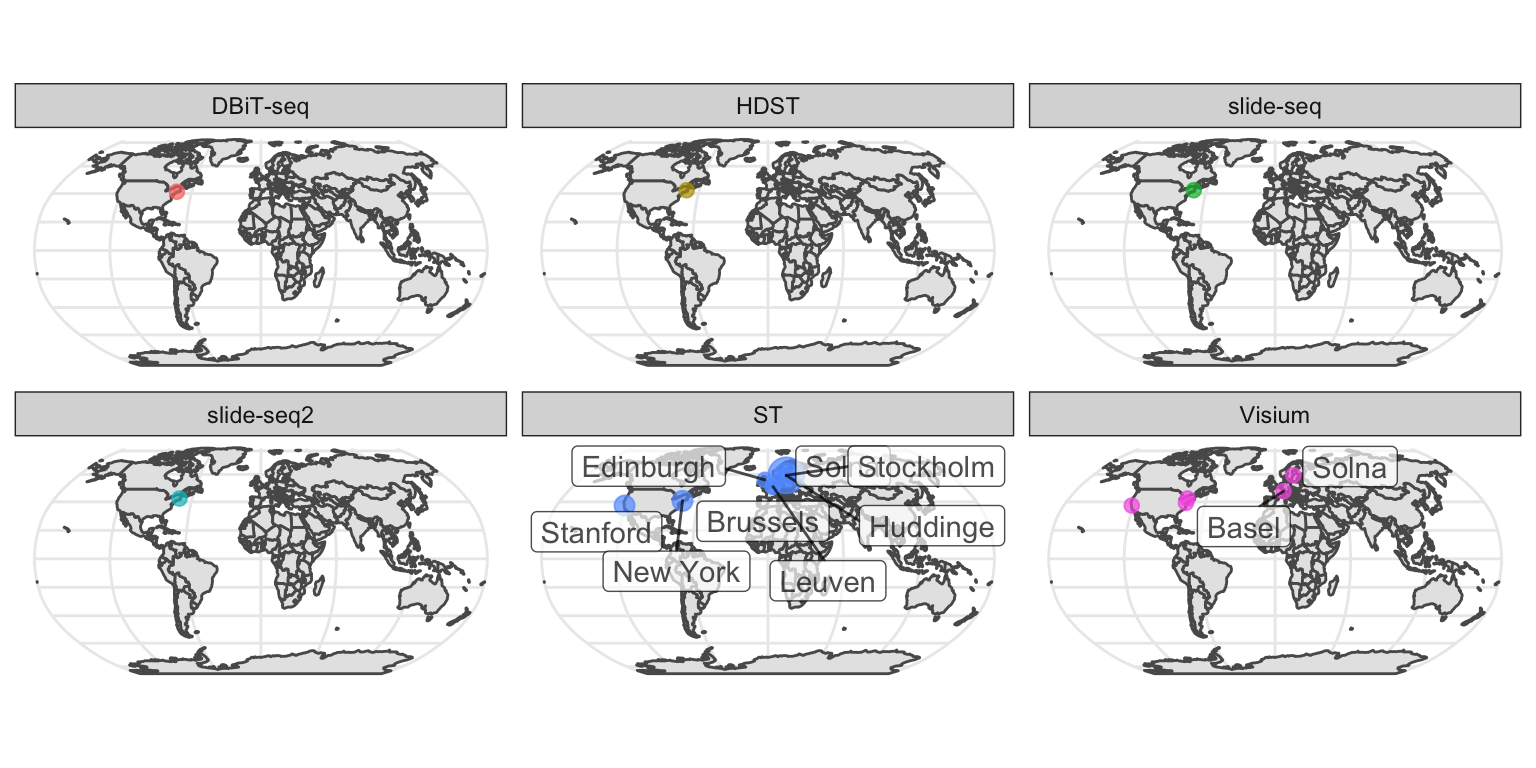 DBiT-seq
HDST
slide-seq
slide-seq2
ST
Visium
Edinburgh
Stockholm
Stanford
Brussels
Huddinge
New York
Leuven
Solna
Basel